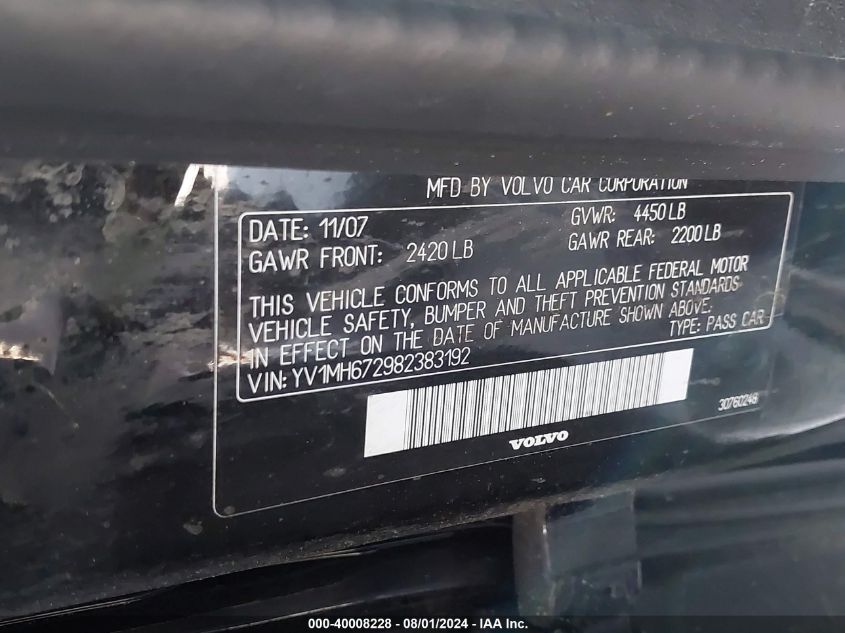 MFD BY VOLVO CAR CORPORATION
DATE: 11/07 GVWR: 4450 LB
GAWR FRONT: 2420 LB GAWR REAR: 2200 LB
THIS VEHICLE CONFORMS TO ALL APPLICABLE FEDERAL MOTOR
VEHICLE SAFETY, BUMPER AND THEFT PREVENTION STANDARDS
IN EFFECT ON THE DATE OF MANUFACTURE SHOWN ABOVE:
VIN: YV1MH672982383192 TYPE: PASS CAR
30760248
VOLVO
000-40008228 - 08/01/2024 - IAA Inc.